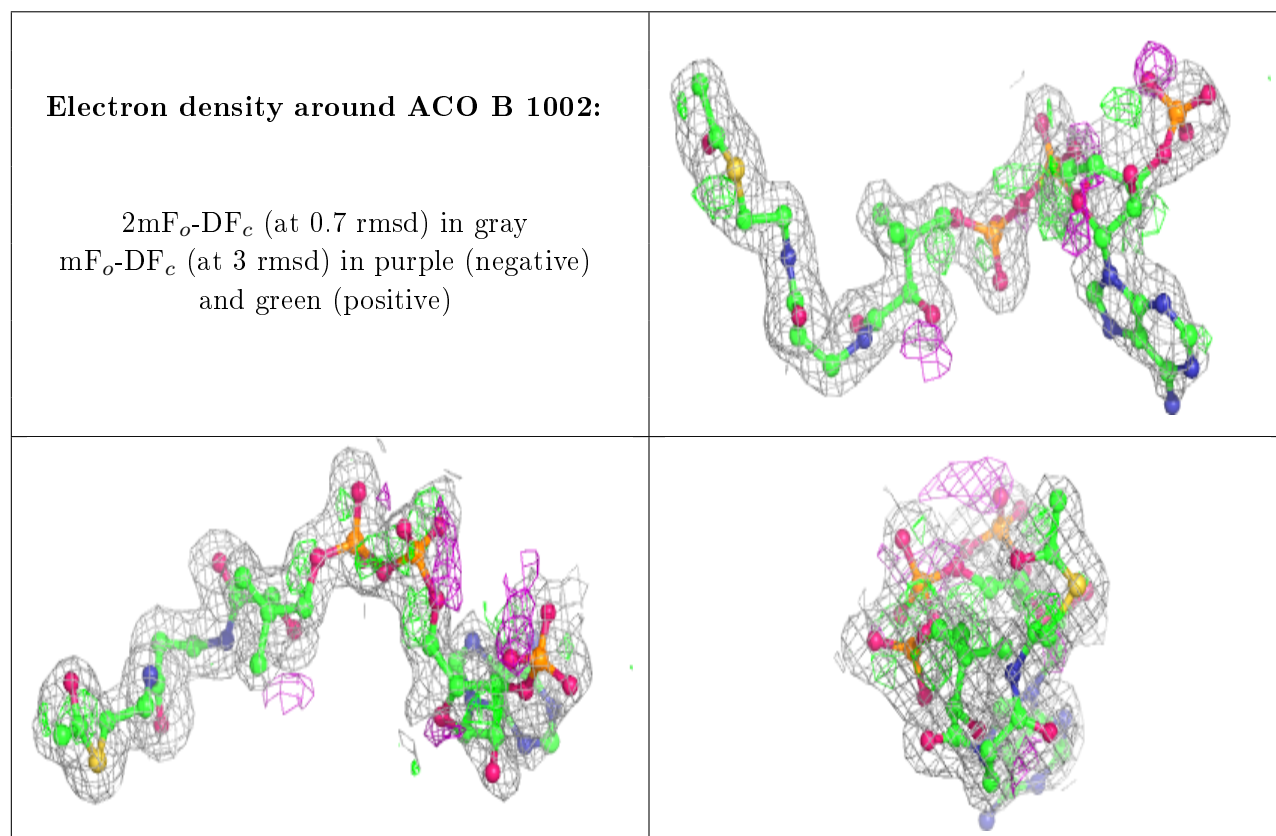 Electron density around ACO B 1002:
2mFₒ-DF𝒸 (at 0.7 rmsd) in gray
mFₒ-DF𝒸 (at 3 rmsd) in purple (negative)
and green (positive)